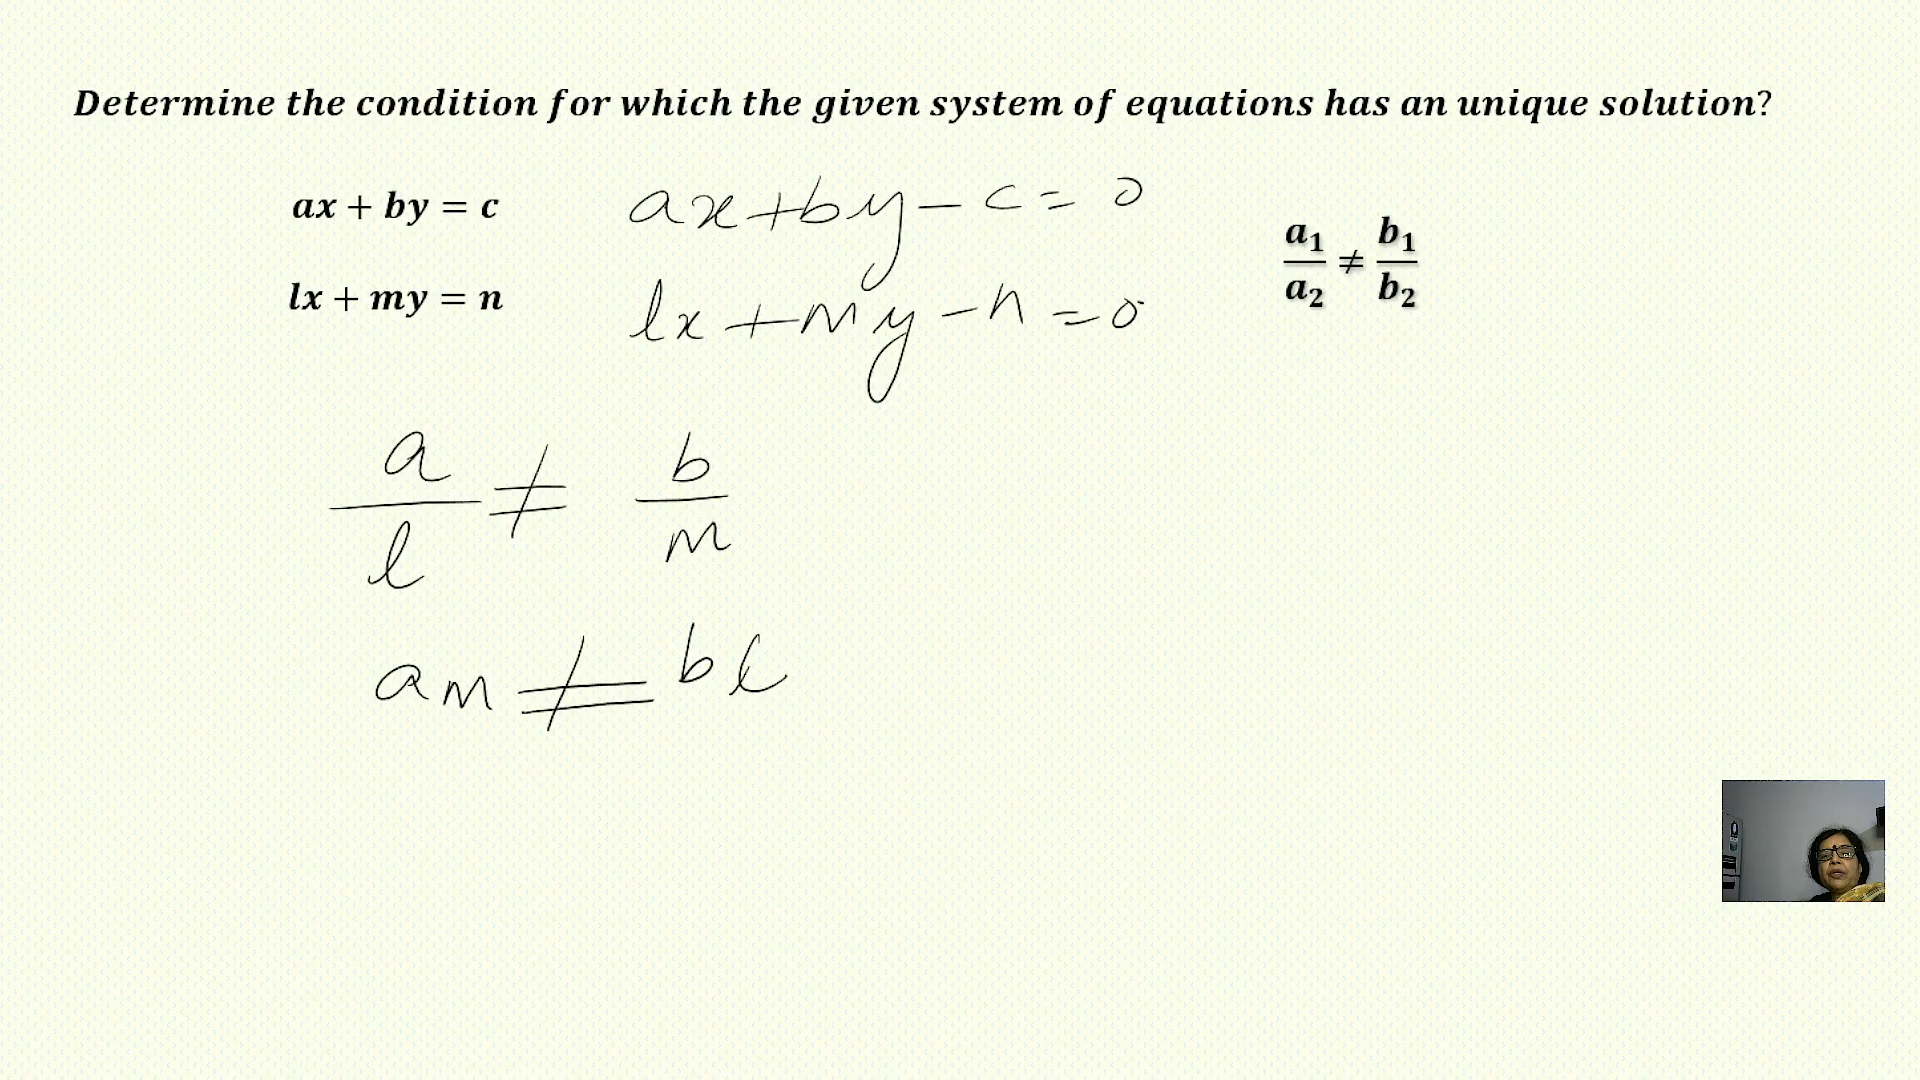 Determine the condition for which the given system of equations has an unique solution?
ax + by = c
lx + my = n
ax + by - c = 0
lx + my - n = 0
a₁/a₂ ≠ b₁/b₂
a/l ≠ b/m
am ≠ bl